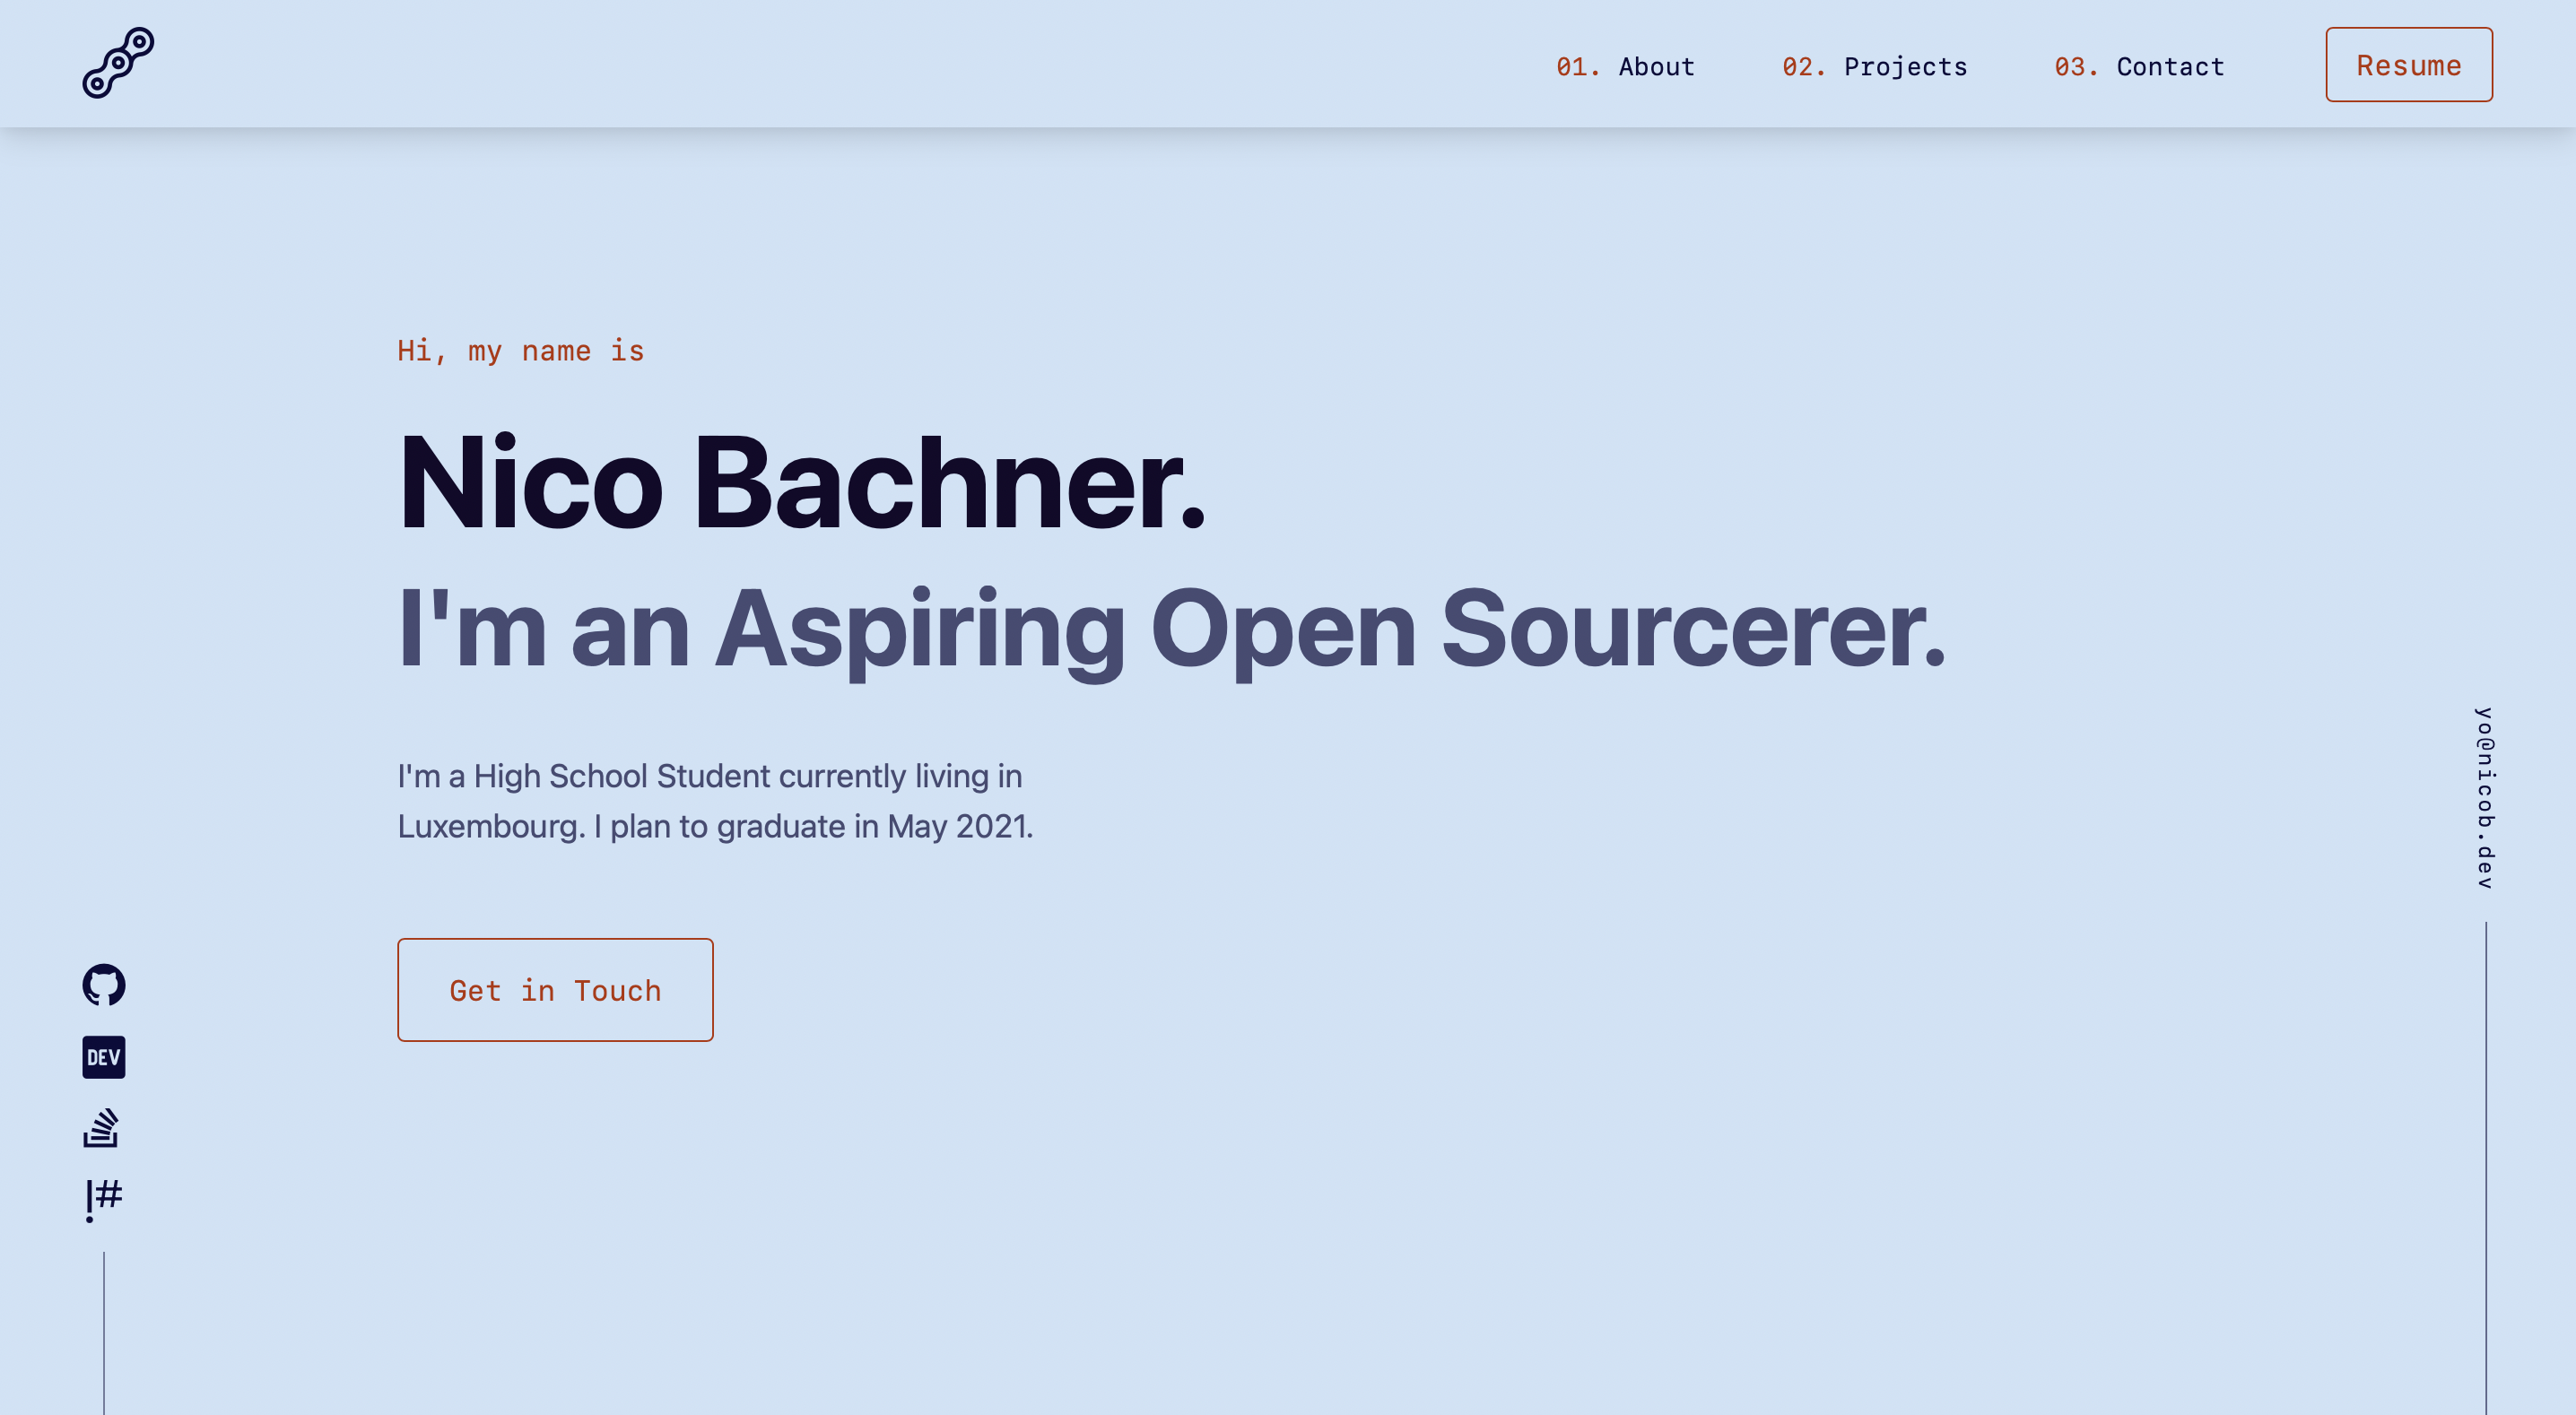 01. About
02. Projects
03. Contact
Resume
Hi, my name is
Nico Bachner.
I'm an Aspiring Open Sourcerer.
I'm a High School Student currently living in
Luxembourg. I plan to graduate in May 2021.
Get in Touch
DEV
|#
yo@nicob.dev